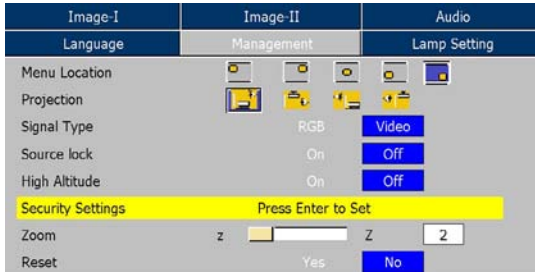 Image-I Image-II Audio
Language Management Lamp Setting
Menu Location
Projection
Signal Type RGB Video
Source lock On Off
High Altitude On Off
Security Settings Press Enter to Set
Zoom z Z 2
Reset Yes No